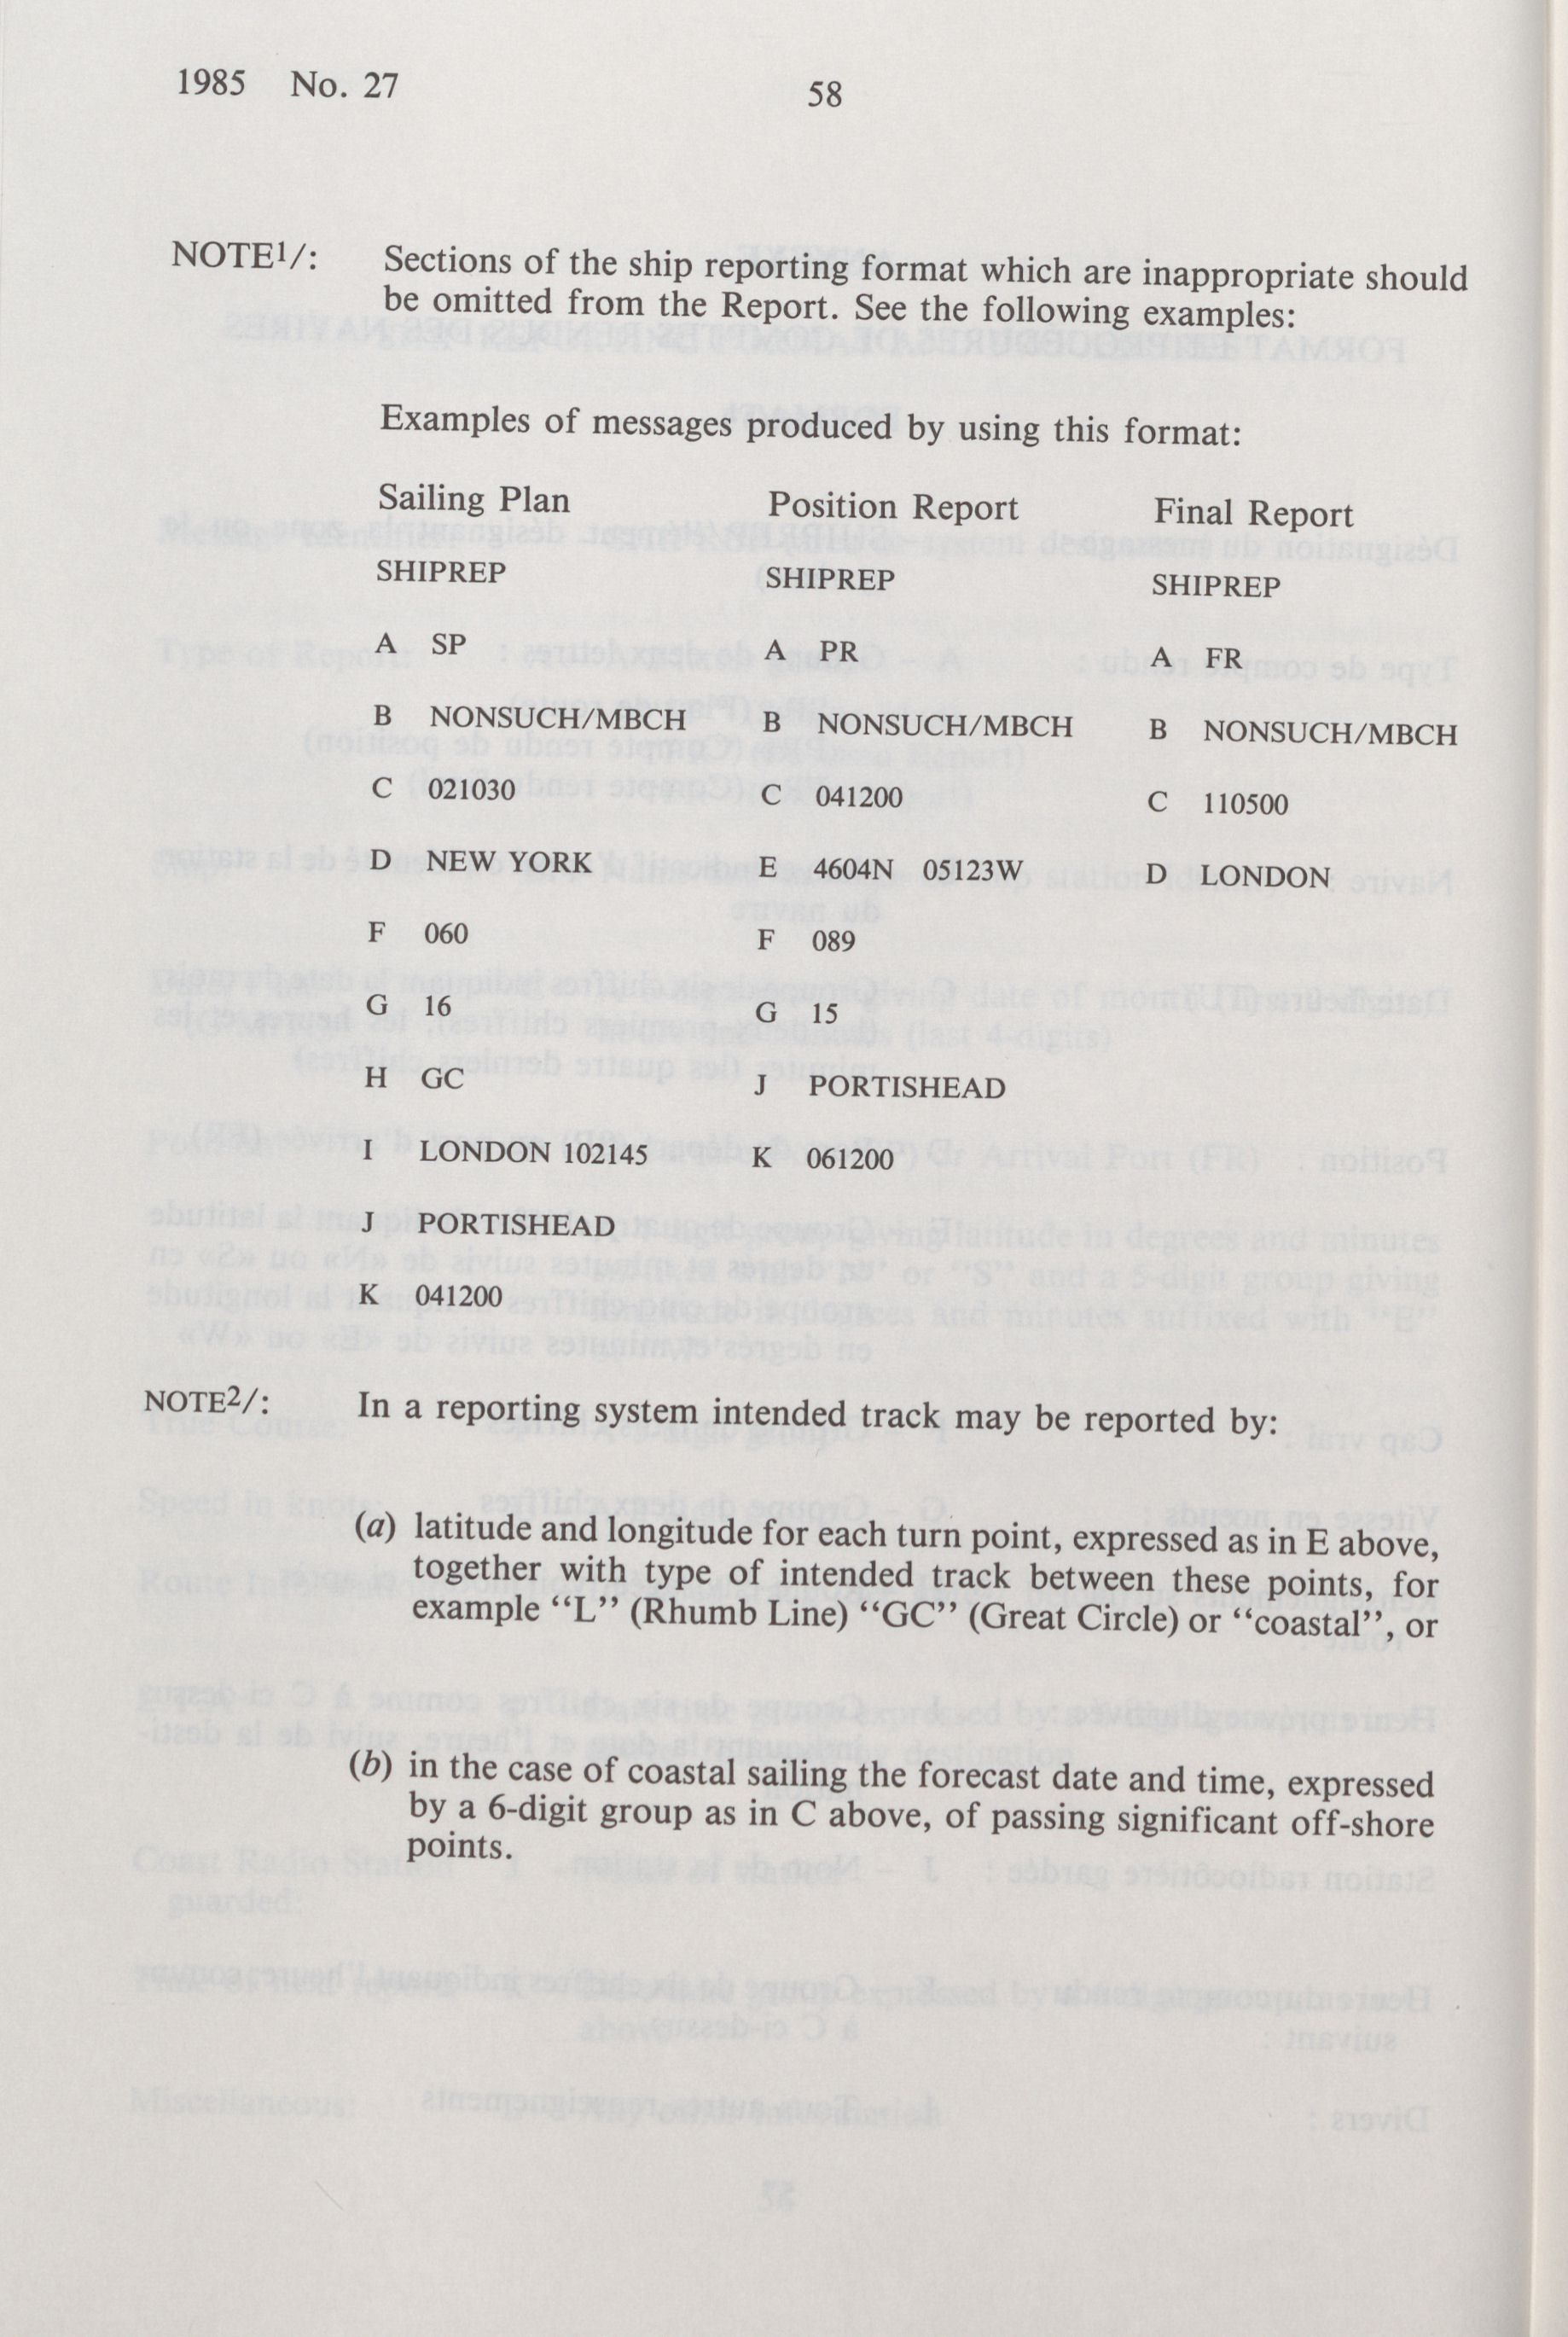 1985 No. 27
58
NOTE1/: Sections of the ship reporting format which are inappropriate should
be omitted from the Report. See the following examples:
Examples of messages produced by using this format:
Sailing Plan Position Report Final Report
SHIPREP SHIPREP SHIPREP
A SP A PR A FR
B NONSUCH/MBCH B NONSUCH/MBCH B NONSUCH/MBCH
C 021030 C 041200 C 110500
D NEW YORK E 4604N 05123W D LONDON
F 060 F 089
G 16 G 15
H GC J PORTISHEAD
I LONDON 102145 K 061200
J PORTISHEAD
K 041200
NOTE2/: In a reporting system intended track may be reported by:
(a) latitude and longitude for each turn point, expressed as in E above,
together with type of intended track between these points, for
example “L” (Rhumb Line) “GC” (Great Circle) or “coastal”, or
(b) in the case of coastal sailing the forecast date and time, expressed
by a 6-digit group as in C above, of passing significant off-shore
points.